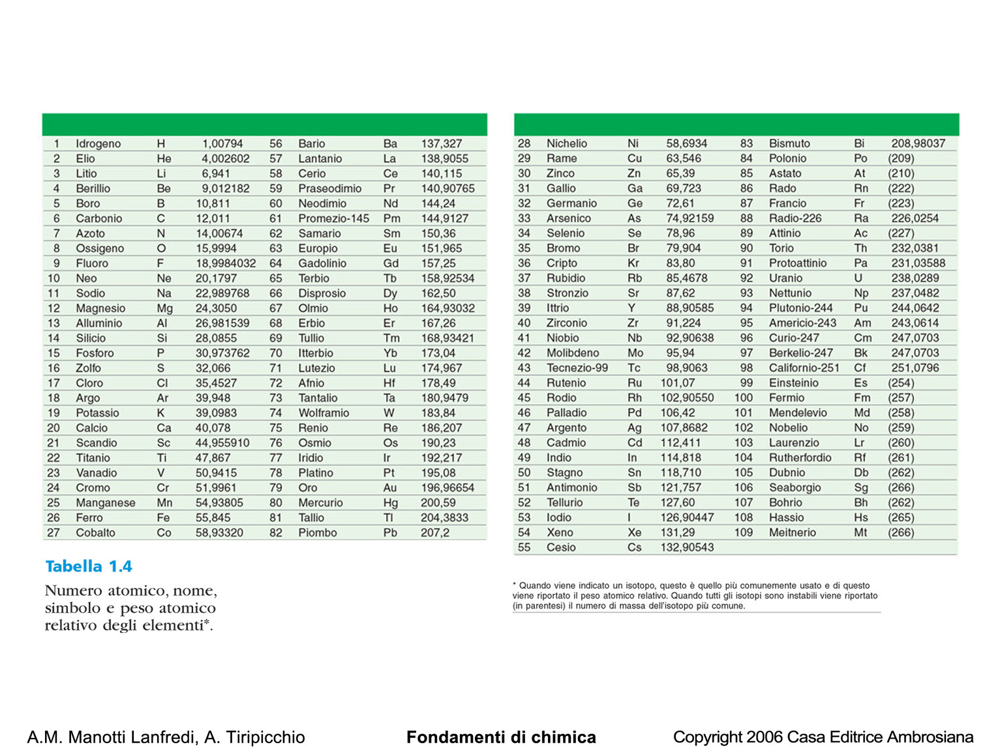 1 Idrogeno H 1,00794 56 Bario Ba 137,327
2 Elio He 4,002602 57 Lantanio La 138,9055
3 Litio Li 6,941 58 Cerio Ce 140,115
4 Berillio Be 9,012182 59 Praseodimio Pr 140,90765
5 Boro B 10,811 60 Neodimio Nd 144,24
6 Carbonio C 12,011 61 Promezio-145 Pm 144,9127
7 Azoto N 14,00674 62 Samario Sm 150,36
8 Ossigeno O 15,9994 63 Europio Eu 151,965
9 Fluoro F 18,9984032 64 Gadolinio Gd 157,25
10 Neo Ne 20,1797 65 Terbio Tb 158,92534
11 Sodio Na 22,989768 66 Disprosio Dy 162,50
12 Magnesio Mg 24,3050 67 Olmio Ho 164,93032
13 Alluminio Al 26,981539 68 Erbio Er 167,26
14 Silicio Si 28,0855 69 Tullio Tm 168,93421
15 Fosforo P 30,973762 70 Itterbio Yb 173,04
16 Zolfo S 32,066 71 Lutezio Lu 174,967
17 Cloro Cl 35,4527 72 Afnio Hf 178,49
18 Argo Ar 39,948 73 Tantalio Ta 180,9479
19 Potassio K 39,0983 74 Wolframio W 183,84
20 Calcio Ca 40,078 75 Renio Re 186,207
21 Scandio Sc 44,955910 76 Osmio Os 190,23
22 Titanio Ti 47,867 77 Iridio Ir 192,217
23 Vanadio V 50,9415 78 Platino Pt 195,08
24 Cromo Cr 51,9961 79 Oro Au 196,96654
25 Manganese Mn 54,93805 80 Mercurio Hg 200,59
26 Ferro Fe 55,845 81 Tallio Tl 204,3833
27 Cobalto Co 58,93320 82 Piombo Pb 207,2
28 Nichelio Ni 58,6934 83 Bismuto Bi 208,98037
29 Rame Cu 63,546 84 Polonio Po (209)
30 Zinco Zn 65,39 85 Astato At (210)
31 Gallio Ga 69,723 86 Rado Rn (222)
32 Germanio Ge 72,61 87 Francio Fr (223)
33 Arsenico As 74,92159 88 Radio-226 Ra 226,0254
34 Selenio Se 78,96 89 Attinio Ac (227)
35 Bromo Br 79,904 90 Torio Th 232,0381
36 Cripto Kr 83,80 91 Protoattinio Pa 231,03588
37 Rubidio Rb 85,4678 92 Uranio U 238,0289
38 Stronzio Sr 87,62 93 Nettunio Np 237,0482
39 Ittrio Y 88,90585 94 Plutonio-244 Pu 244,0642
40 Zirconio Zr 91,224 95 Americio-243 Am 243,0614
41 Niobio Nb 92,90638 96 Curio-247 Cm 247,0703
42 Molibdeno Mo 95,94 97 Berkelio-247 Bk 247,0703
43 Tecnezio-99 Tc 98,9063 98 Californio-251 Cf 251,0796
44 Rutenio Ru 101,07 99 Einsteinio Es (254)
45 Rodio Rh 102,90550 100 Fermio Fm (257)
46 Palladio Pd 106,42 101 Mendelevio Md (258)
47 Argento Ag 107,8682 102 Nobelio No (259)
48 Cadmio Cd 112,411 103 Laurenzio Lr (260)
49 Indio In 114,818 104 Rutherfordio Rf (261)
50 Stagno Sn 118,710 105 Dubnio Db (262)
51 Antimonio Sb 121,757 106 Seaborgio Sg (266)
52 Tellurio Te 127,60 107 Bohrio Bh (262)
53 Iodio I 126,90447 108 Hassio Hs (265)
54 Xeno Xe 131,29 109 Meitnerio Mt (266)
55 Cesio Cs 132,90543
Tabella 1.4
Numero atomico, nome,
simbolo e peso atomico
relativo degli elementi*.
* Quando viene indicato un isotopo, questo è quello più comunemente usato e di questo
viene riportato il peso atomico relativo. Quando tutti gli isotopi sono instabili viene riportato
(in parentesi) il numero di massa dell'isotopo più comune.
A.M. Manotti Lanfredi, A. Tiripicchio Fondamenti di chimica Copyright 2006 Casa Editrice Ambrosiana